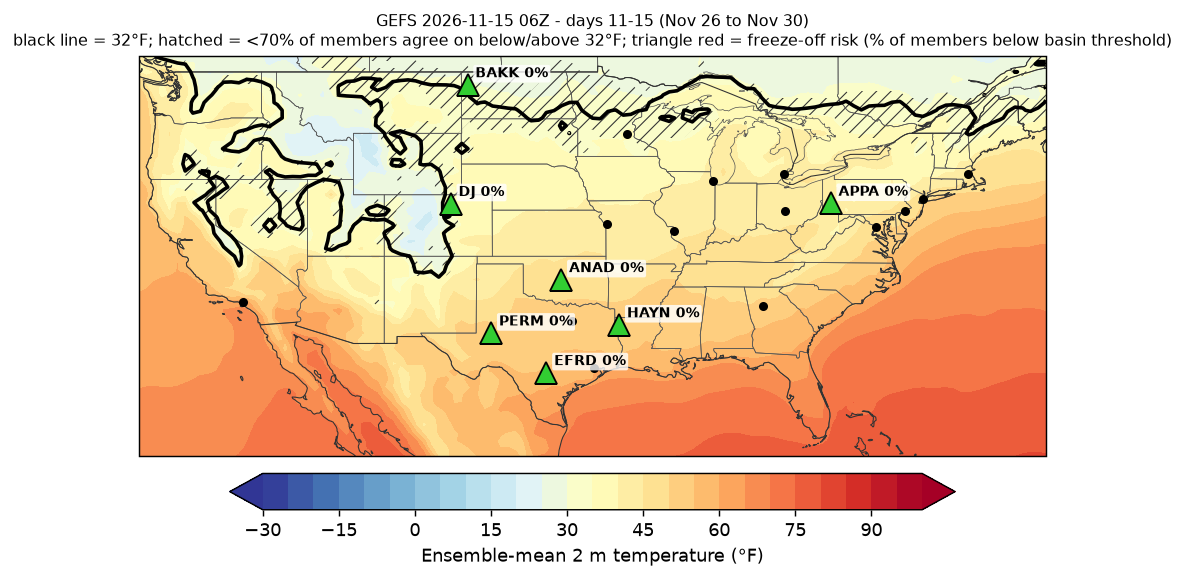 GEFS 2026-11-15 06Z - days 11-15 (Nov 26 to Nov 30)
black line = 32°F; hatched = <70% of members agree on below/above 32°F; triangle red = freeze-off risk (% of members below basin threshold)
BAKK 0%
DJ 0%
APPA 0%
ANAD 0%
HAYN 0%
PERM 0%
EFRD 0%
−30 −15 0 15 30 45 60 75 90
Ensemble-mean 2 m temperature (°F)